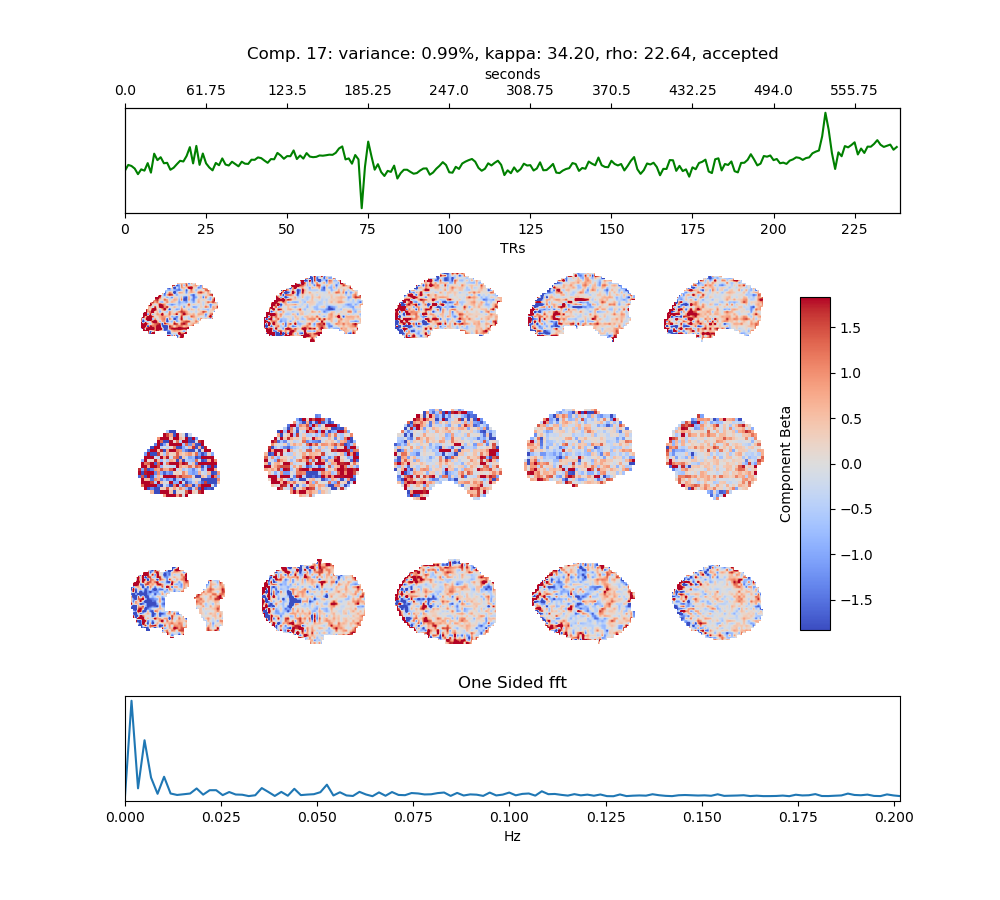 Comp. 17: variance: 0.99%, kappa: 34.20, rho: 22.64, accepted
seconds
0.0 61.75 123.5 185.25 247.0 308.75 370.5 432.25 494.0 555.75
0 25 50 75 100 125 150 175 200 225
TRs
1.5
1.0
0.5
0.0
−0.5
−1.0
−1.5
Component Beta
One Sided fft
0.000 0.025 0.050 0.075 0.100 0.125 0.150 0.175 0.200
Hz